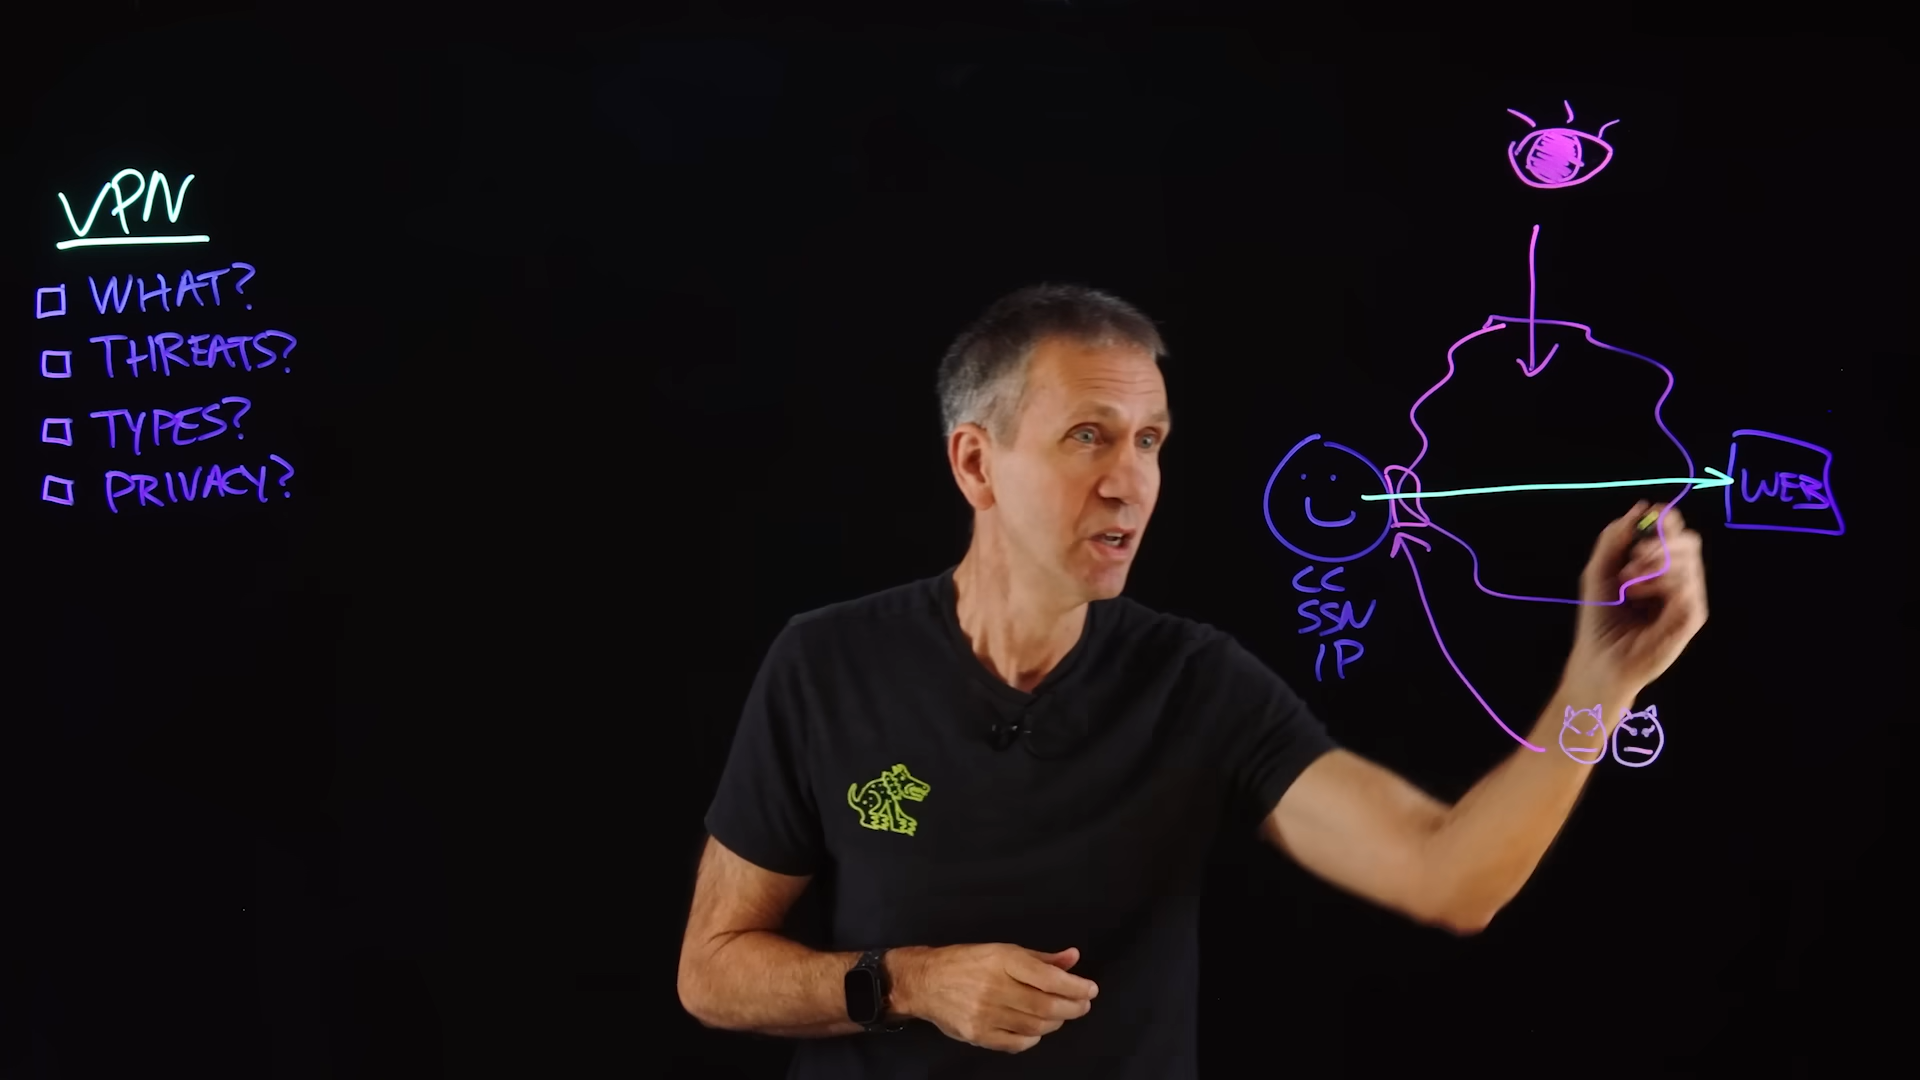 VPN
WHAT?
THREATS?
TYPES?
PRIVACY?
WEB
CC
SSN
IP